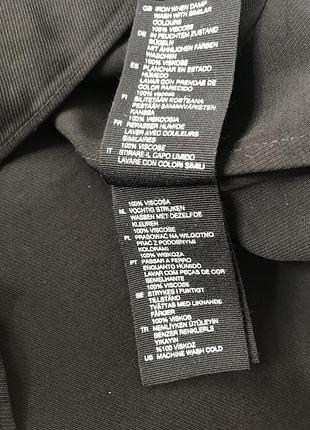 GB IRON WHEN DAMP
WASH WITH SIMILAR
COLOURS
100% VISCOSE
DE IN FEUCHTEM ZUSTAND
BÜGELN
MIT ÄHNLICHEN FARBEN
WASCHEN
100% VISKOSE
ES PLANCHAR EN ESTADO
HÚMEDO
LAVAR CON PRENDAS DE
COLOR PARECIDO
100% viscose
FI SILITETÄÄN KOSTEANA
PESTÄÄN SAMANVÄRISTEN
KANSSA
100% VISKOOSIA
FR REPASSER HUMIDE
LAVER AVEC COULEURS
SIMILAIRES
100% VISCOSE
IT STIRARE IL CAPO UMIDO
LAVARE CON COLORI SIMILI
100% VISCOSA
NL VOCHTIG STRIJKEN
WASSEN MET DEZELFDE
KLEUREN
100% VISCOSE
PL PRASOWAĆ NA WILGOTNO
PRAĆ Z PODOBNYMI
KOLORAMI
100% WISKOZA
PT PASSAR A FERRO
ENQUANTO HÚMIDO
LAVAR COM PEÇAS DE COR
SEMELHANTE
100% viscose
SE STRYKES I FUKTIGT
TILLSTÅND
TVÄTTAS MED LIKNANDE
FÄRGER
100% VISKOS
TR NEMLİYKEN ÜTÜLEYİN
BENZER RENKLERLE
YIKAYIN
%100 VİSKOZ
US MACHINE WASH COLD